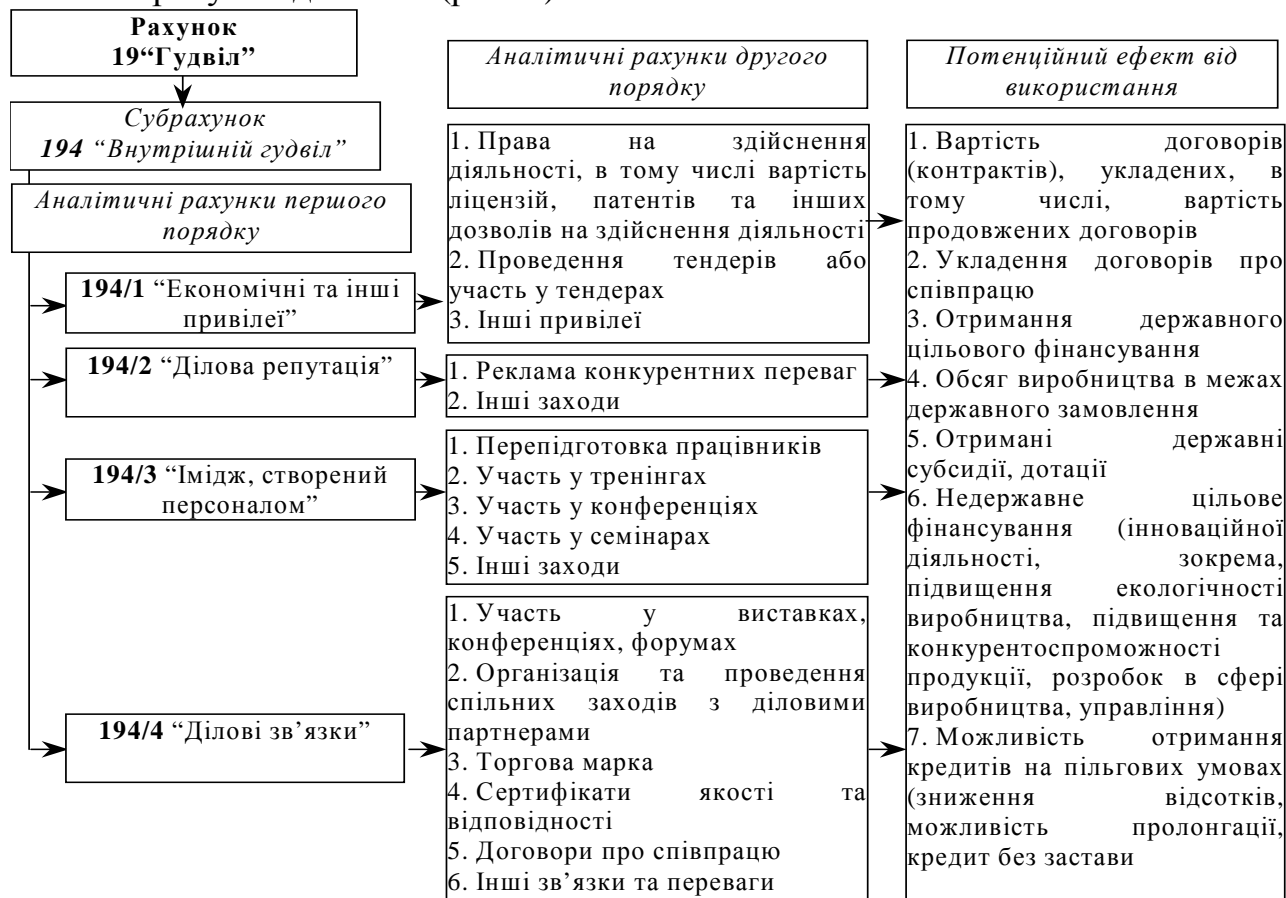 Рахунок
19“Гудвіл”
Субрахунок
194 “Внутрішній гудвіл”
Аналітичні рахунки першого
порядку
194/1 “Економічні та інші
привілеї”
194/2 “Ділова репутація”
194/3 “Імідж, створений
персоналом”
194/4 “Ділові зв’язки”
Аналітичні рахунки другого
порядку
1. Права на здійснення
діяльності, в тому числі вартість
ліцензій, патентів та інших
дозволів на здійснення діяльності
2. Проведення тендерів або
участь у тендерах
3. Інші привілеї
1. Реклама конкурентних переваг
2. Інші заходи
1. Перепідготовка працівників
2. Участь у тренінгах
3. Участь у конференціях
4. Участь у семінарах
5. Інші заходи
1. Участь у виставках,
конференціях, форумах
2. Організація та проведення
спільних заходів з діловими
партнерами
3. Торгова марка
4. Сертифікати якості та
відповідності
5. Договори про співпрацю
6. Інші зв’язки та переваги
Потенційний ефект від
використання
1. Вартість договорів
(контрактів), укладених, в
тому числі, вартість
продовжених договорів
2. Укладення договорів про
співпрацю
3. Отримання державного
цільового фінансування
4. Обсяг виробництва в межах
державного замовлення
5. Отримані державні
субсидії, дотації
6. Недержавне цільове
фінансування (інноваційної
діяльності, зокрема,
підвищення екологічності
виробництва, підвищення та
конкурентоспроможності
продукції, розробок в сфері
виробництва, управління)
7. Можливість отримання
кредитів на пільгових умовах
(зниження відсотків,
можливість пролонгації,
кредит без застави